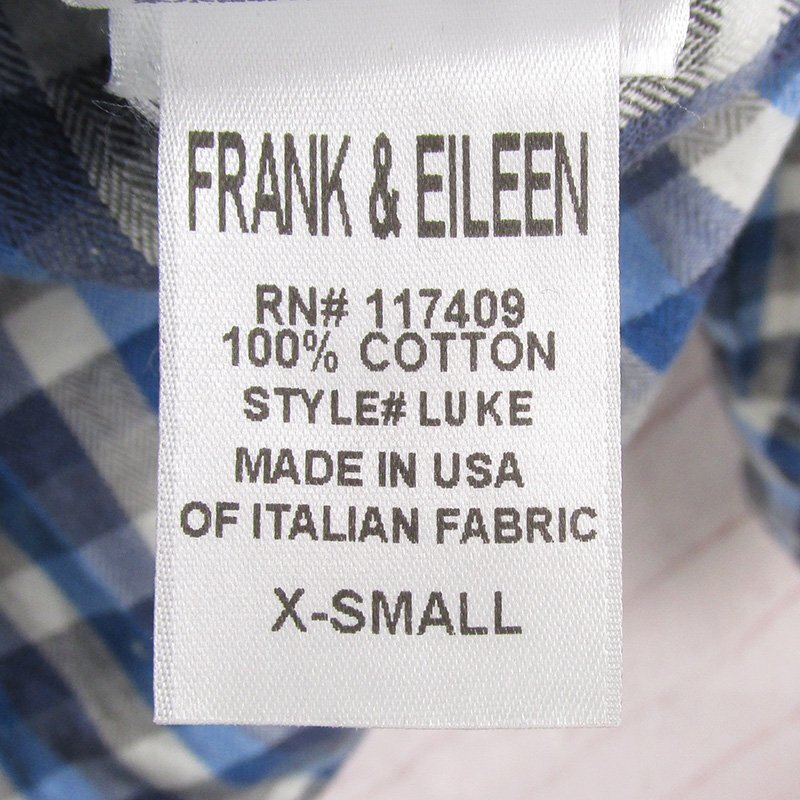 FRANK & EILEEN
RN# 117409
100% COTTON
STYLE# LUKE
MADE IN USA
OF ITALIAN FABRIC
X-SMALL